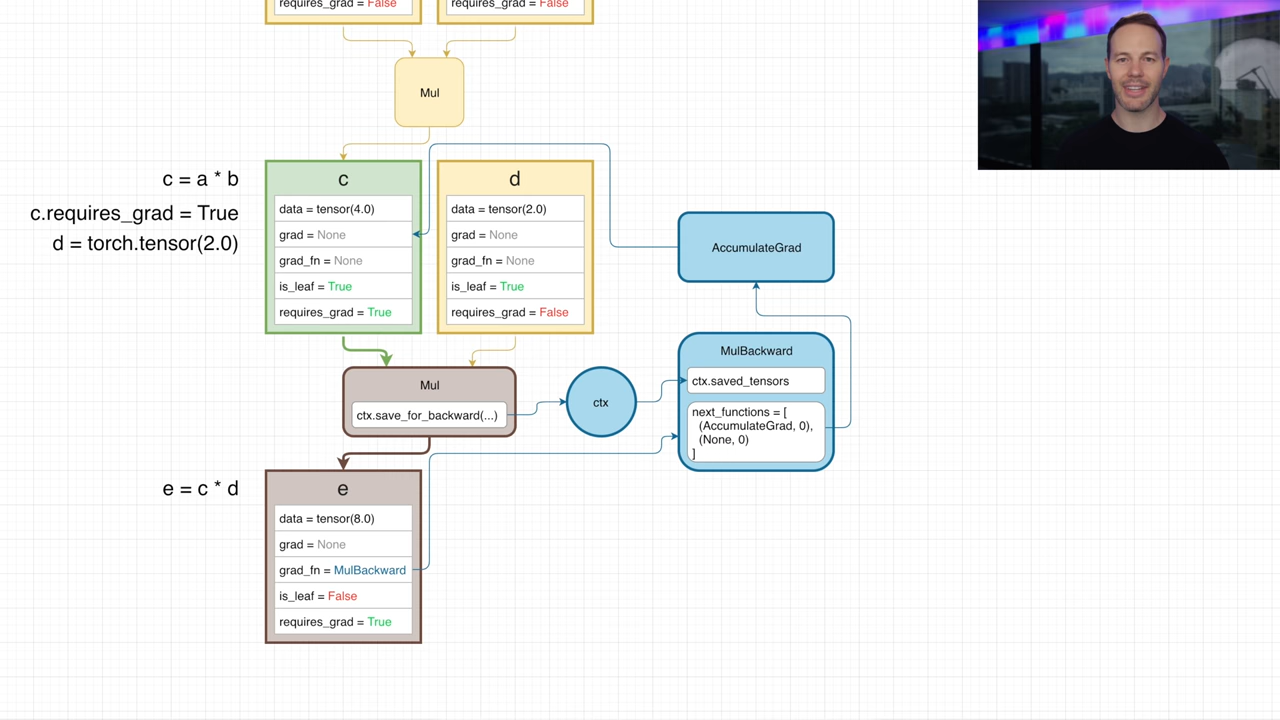 requires_grad = False
requires_grad = False
Mul
c = a * b
c.requires_grad = True
d = torch.tensor(2.0)
c
data = tensor(4.0)
grad = None
grad_fn = None
is_leaf = True
requires_grad = True
d
data = tensor(2.0)
grad = None
grad_fn = None
is_leaf = True
requires_grad = False
AccumulateGrad
Mul
ctx.save_for_backward(...)
ctx
MulBackward
ctx.saved_tensors
next_functions = [
(AccumulateGrad, 0),
(None, 0)
]
e = c * d
e
data = tensor(8.0)
grad = None
grad_fn = MulBackward
is_leaf = False
requires_grad = True